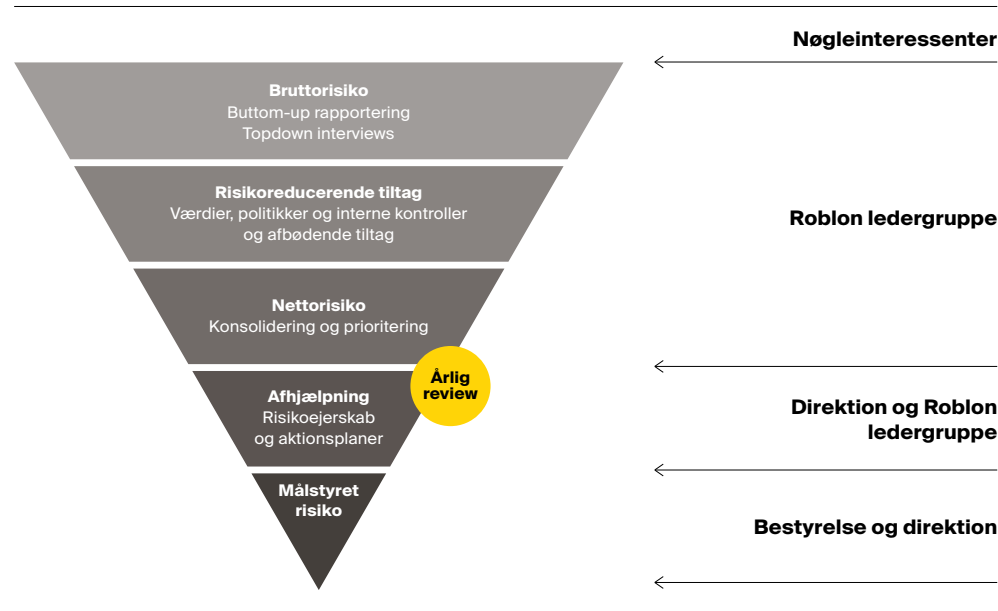 Nøgleinteressenter
Bruttorisiko
Buttom-up rapportering
Topdown interviews
Risikoreducerende tiltag
Værdier, politikker og interne kontroller
og afbødende tiltag
Roblon ledergruppe
Nettorisiko
Konsolidering og prioritering
Årlig
review
Afhjælpning
Risikoejerskab
og aktionsplaner
Direktion og Roblon
ledergruppe
Målstyret
risiko
Bestyrelse og direktion